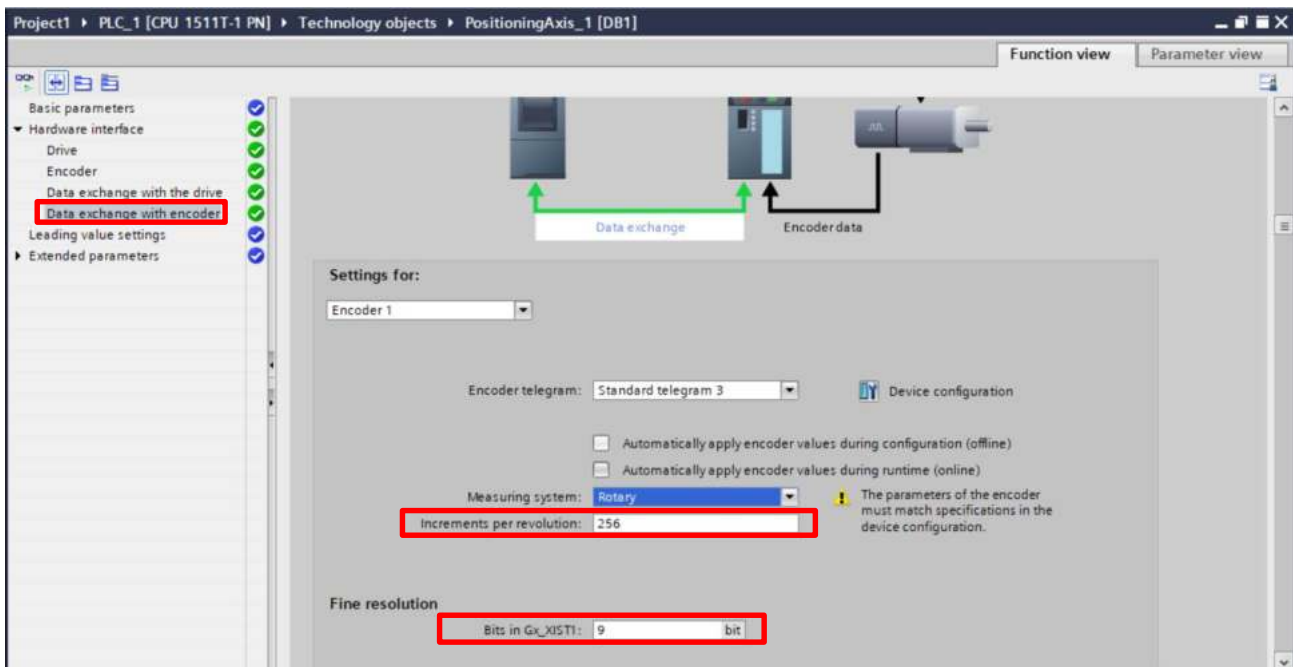 Project1 ▸ PLC_1 [CPU 1511T-1 PN] ▸ Technology objects ▸ PositioningAxis_1 [DB1]
Function view
Parameter view
Basic parameters
Hardware interface
Drive
Encoder
Data exchange with the drive
Data exchange with encoder
Leading value settings
Extended parameters
Data exchange
Encoder data
Settings for:
Encoder 1
Encoder telegram: Standard telegram 3
Device configuration
Automatically apply encoder values during configuration (offline)
Automatically apply encoder values during runtime (online)
Measuring system: Rotary
The parameters of the encoder
must match specifications in the
device configuration.
Increments per revolution: 256
Fine resolution
Bits in Gx_XIST1: 9 bit